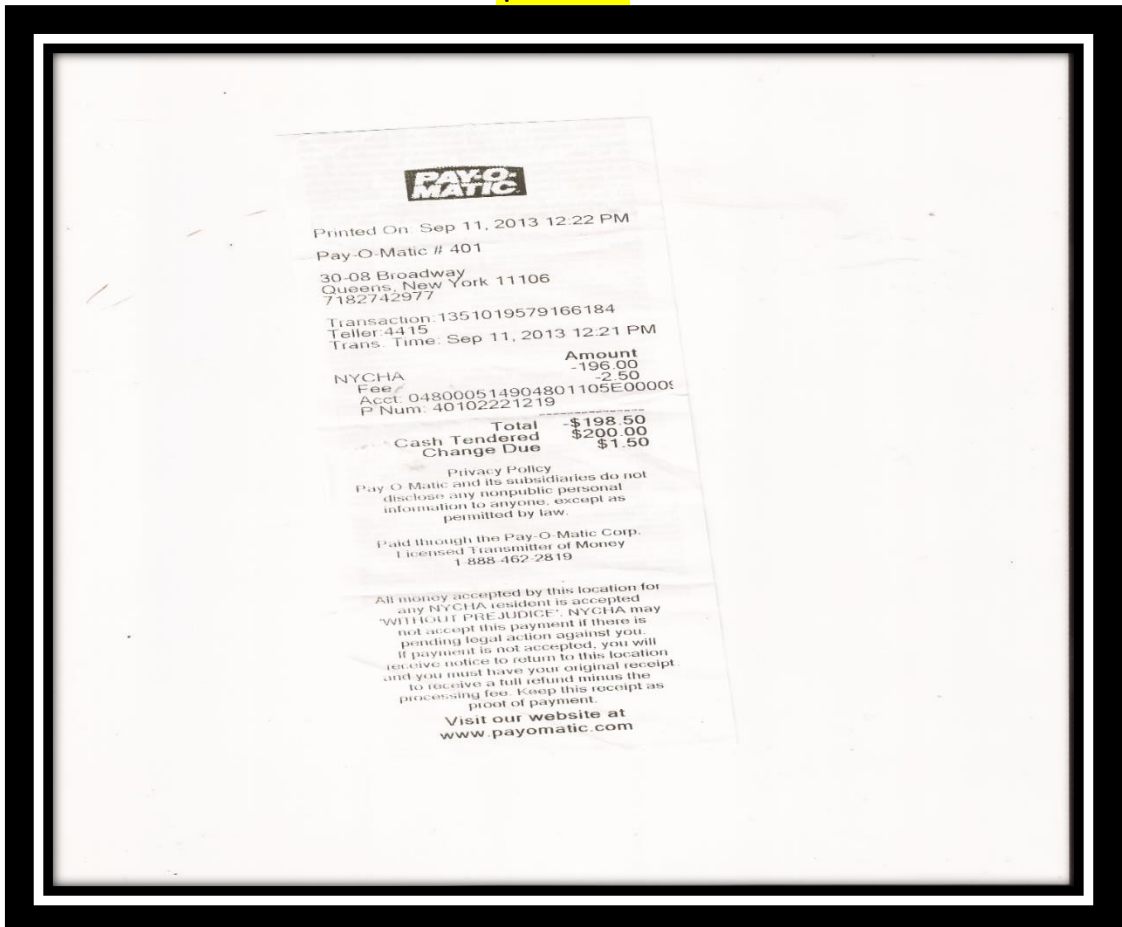 PAY-O-
MATIC
Printed On: Sep 11, 2013 12:22 PM
Pay-O-Matic # 401
30-08 Broadway
Queens, New York 11106
7182742977
Transaction:1351019579166184
Teller:4415
Trans. Time: Sep 11, 2013 12:21 PM
Amount
NYCHA -196.00
Fee -2.50
Acct: 048000514904801105E00009
P Num: 40102221219
Total -$198.50
Cash Tendered $200.00
Change Due $1.50
Privacy Policy
Pay-O-Matic and its subsidiaries do not
disclose any nonpublic personal
information to anyone, except as
permitted by law.
Paid through the Pay-O-Matic Corp.
Licensed Transmitter of Money
1-888-462-2819
All money accepted by this location for
any NYCHA resident is accepted
'WITHOUT PREJUDICE'. NYCHA may
not accept this payment if there is
pending legal action against you.
If payment is not accepted, you will
receive notice to return to this location
and you must have your original receipt
to receive a full refund minus the
processing fee. Keep this receipt as
proof of payment.
Visit our website at
www.payomatic.com